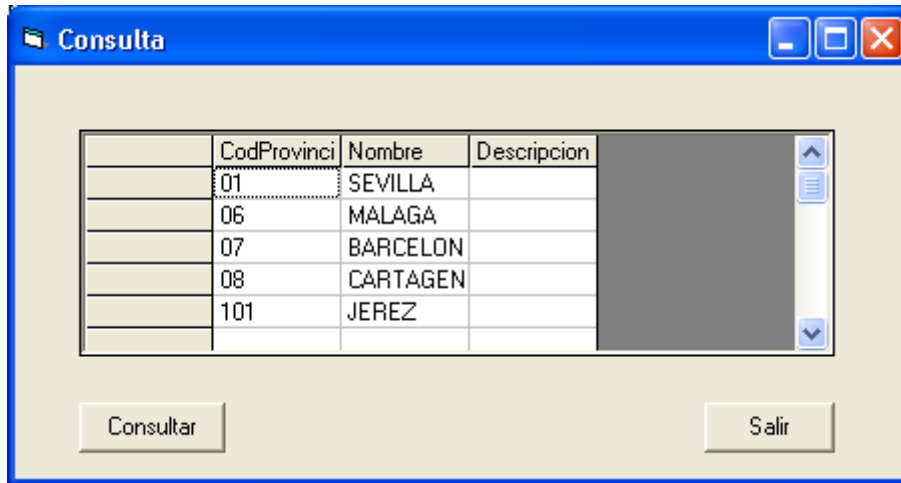 Consulta
CodProvinci Nombre Descripcion
01 SEVILLA
06 MALAGA
07 BARCELON
08 CARTAGEN
101 JEREZ
Consultar Salir